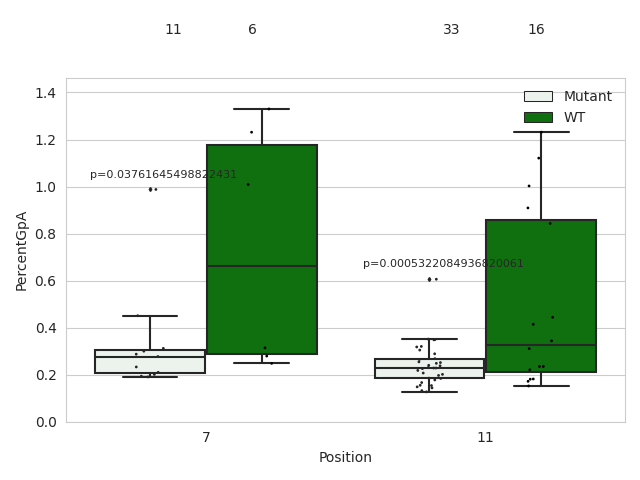 11 6 33 16
1.4
1.2
1.0
0.8
0.6
0.4
0.2
0.0
PercentGpA
Mutant
WT
p=0.03761645498822431
p=0.0005322084936820061
7 11
Position